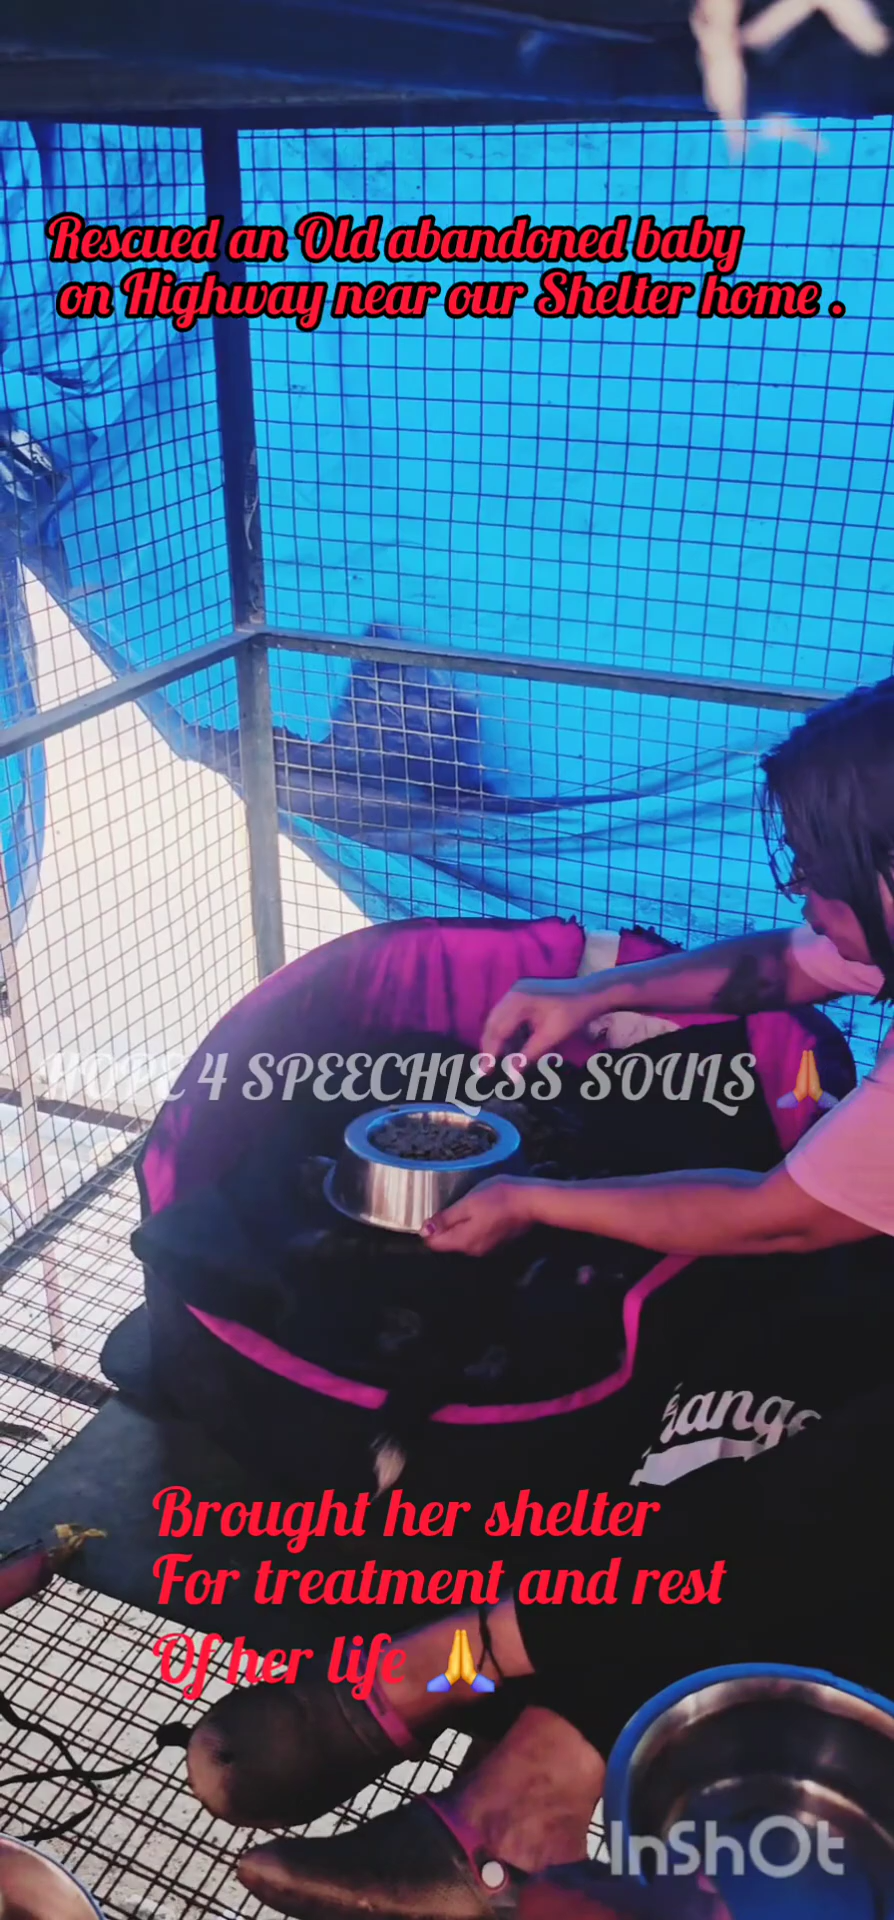 Rescued an Old abandoned baby
on Highway near our Shelter home .
HOPE 4 SPEECHLESS SOULS 🙏
Brought her shelter
For treatment and rest
Of her life 🙏
InShOt